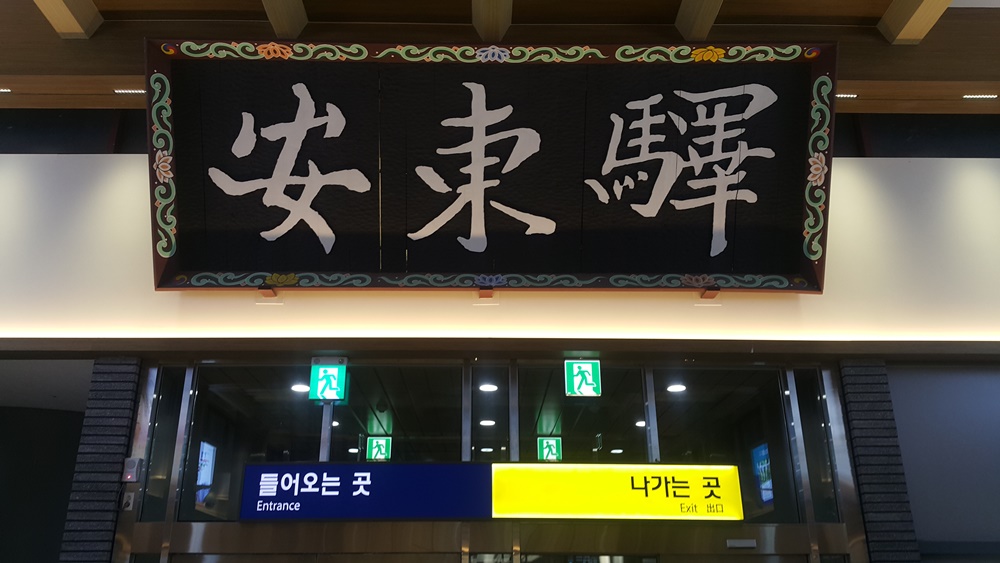 安東驛
들어오는 곳
Entrance
나가는 곳
Exit 出口